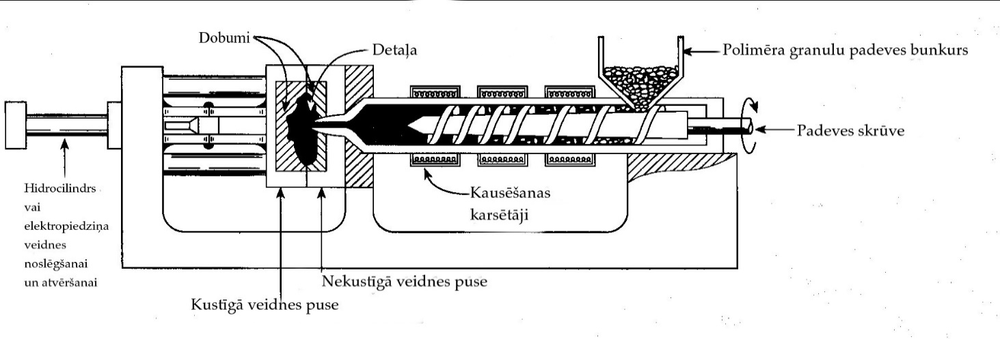 Dobumi
Detaļa
Polimēra granulu padeves bunkurs
Padeves skrūve
Hidrocilindrs
vai
elektropiedziņa
veidnes
noslēgšanai
un atvēršanai
Kausēšanas
karsētāji
Nekustīgā veidnes puse
Kustīgā veidnes puse